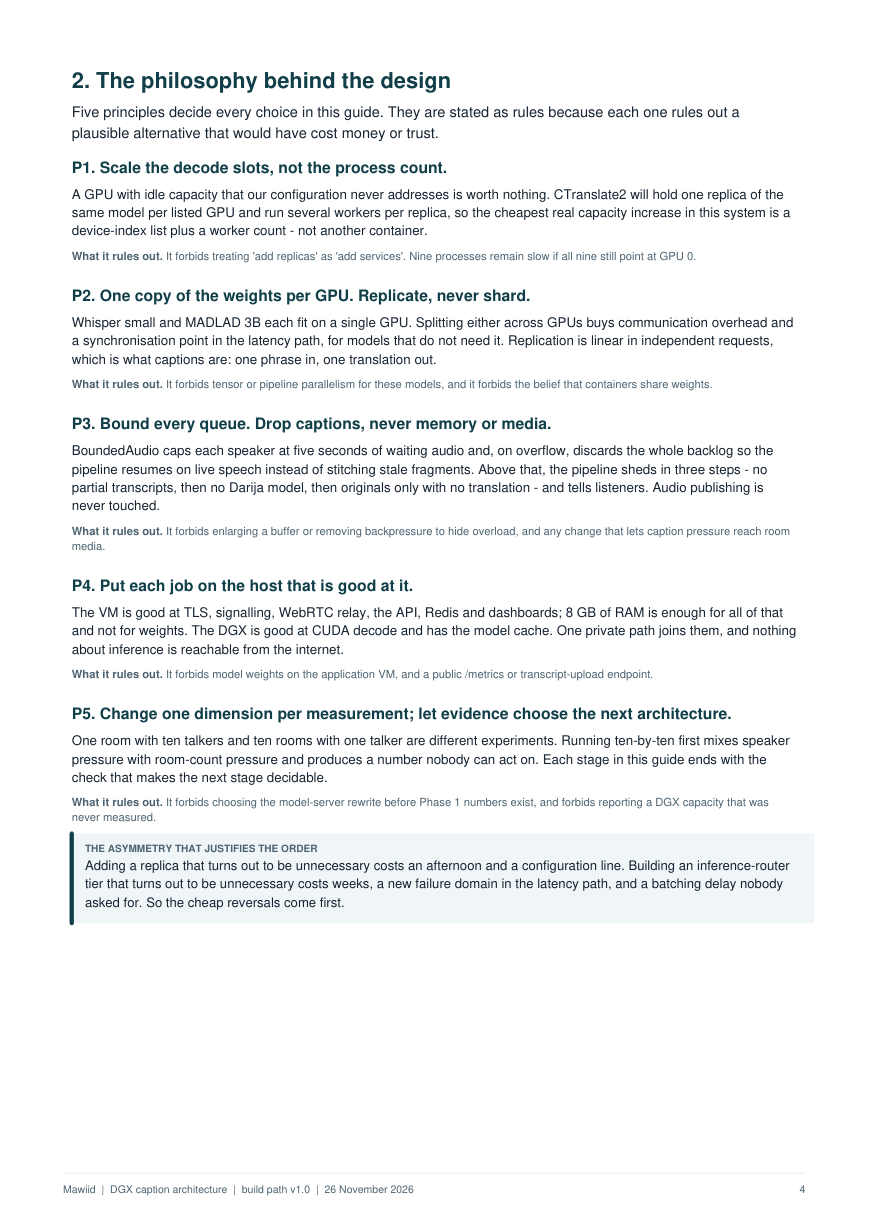 2. The philosophy behind the design
Five principles decide every choice in this guide. They are stated as rules because each one rules out a
plausible alternative that would have cost money or trust.
P1. Scale the decode slots, not the process count.
A GPU with idle capacity that our configuration never addresses is worth nothing. CTranslate2 will hold one replica of the
same model per listed GPU and run several workers per replica, so the cheapest real capacity increase in this system is a
device-index list plus a worker count - not another container.
What it rules out. It forbids treating 'add replicas' as 'add services'. Nine processes remain slow if all nine still point at GPU 0.
P2. One copy of the weights per GPU. Replicate, never shard.
Whisper small and MADLAD 3B each fit on a single GPU. Splitting either across GPUs buys communication overhead and
a synchronisation point in the latency path, for models that do not need it. Replication is linear in independent requests,
which is what captions are: one phrase in, one translation out.
What it rules out. It forbids tensor or pipeline parallelism for these models, and it forbids the belief that containers share weights.
P3. Bound every queue. Drop captions, never memory or media.
BoundedAudio caps each speaker at five seconds of waiting audio and, on overflow, discards the whole backlog so the
pipeline resumes on live speech instead of stitching stale fragments. Above that, the pipeline sheds in three steps - no
partial transcripts, then no Darija model, then originals only with no translation - and tells listeners. Audio publishing is
never touched.
What it rules out. It forbids enlarging a buffer or removing backpressure to hide overload, and any change that lets caption pressure reach room
media.
P4. Put each job on the host that is good at it.
The VM is good at TLS, signalling, WebRTC relay, the API, Redis and dashboards; 8 GB of RAM is enough for all of that
and not for weights. The DGX is good at CUDA decode and has the model cache. One private path joins them, and nothing
about inference is reachable from the internet.
What it rules out. It forbids model weights on the application VM, and a public /metrics or transcript-upload endpoint.
P5. Change one dimension per measurement; let evidence choose the next architecture.
One room with ten talkers and ten rooms with one talker are different experiments. Running ten-by-ten first mixes speaker
pressure with room-count pressure and produces a number nobody can act on. Each stage in this guide ends with the
check that makes the next stage decidable.
What it rules out. It forbids choosing the model-server rewrite before Phase 1 numbers exist, and forbids reporting a DGX capacity that was
never measured.
THE ASYMMETRY THAT JUSTIFIES THE ORDER
Adding a replica that turns out to be unnecessary costs an afternoon and a configuration line. Building an inference-router
tier that turns out to be unnecessary costs weeks, a new failure domain in the latency path, and a batching delay nobody
asked for. So the cheap reversals come first.
Mawiid | DGX caption architecture | build path v1.0 | 26 November 2026 4